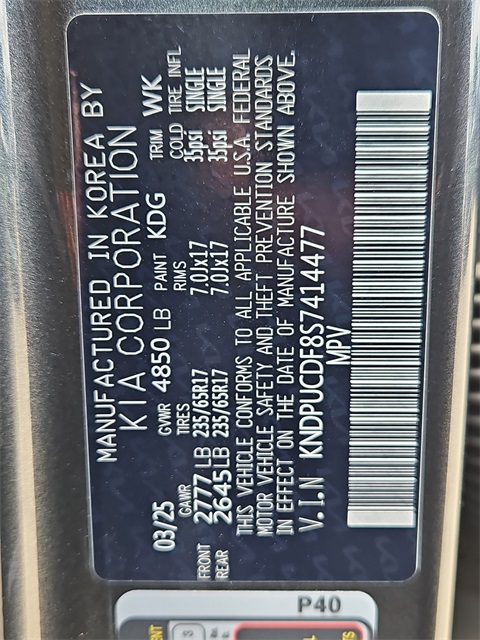 MANUFACTURED IN KOREA BY
KIA CORPORATION
03/25 GVWR 4850 LB PAINT KDG TRIM WK
GAWR TIRES RIMS COLD TIRE INFL
FRONT 2777 LB 235/65R17 7.0Jx17 35psi SINGLE
REAR 2645LB 235/65R17 7.0Jx17 35psi SINGLE
THIS VEHICLE CONFORMS TO ALL APPLICABLE U.S.A. FEDERAL
MOTOR VEHICLE SAFETY AND THEFT PREVENTION STANDARDS
IN EFFECT ON THE DATE OF MANUFACTURE SHOWN ABOVE.
V.I.N KNDPUCDF8S7414477
MPV
P40